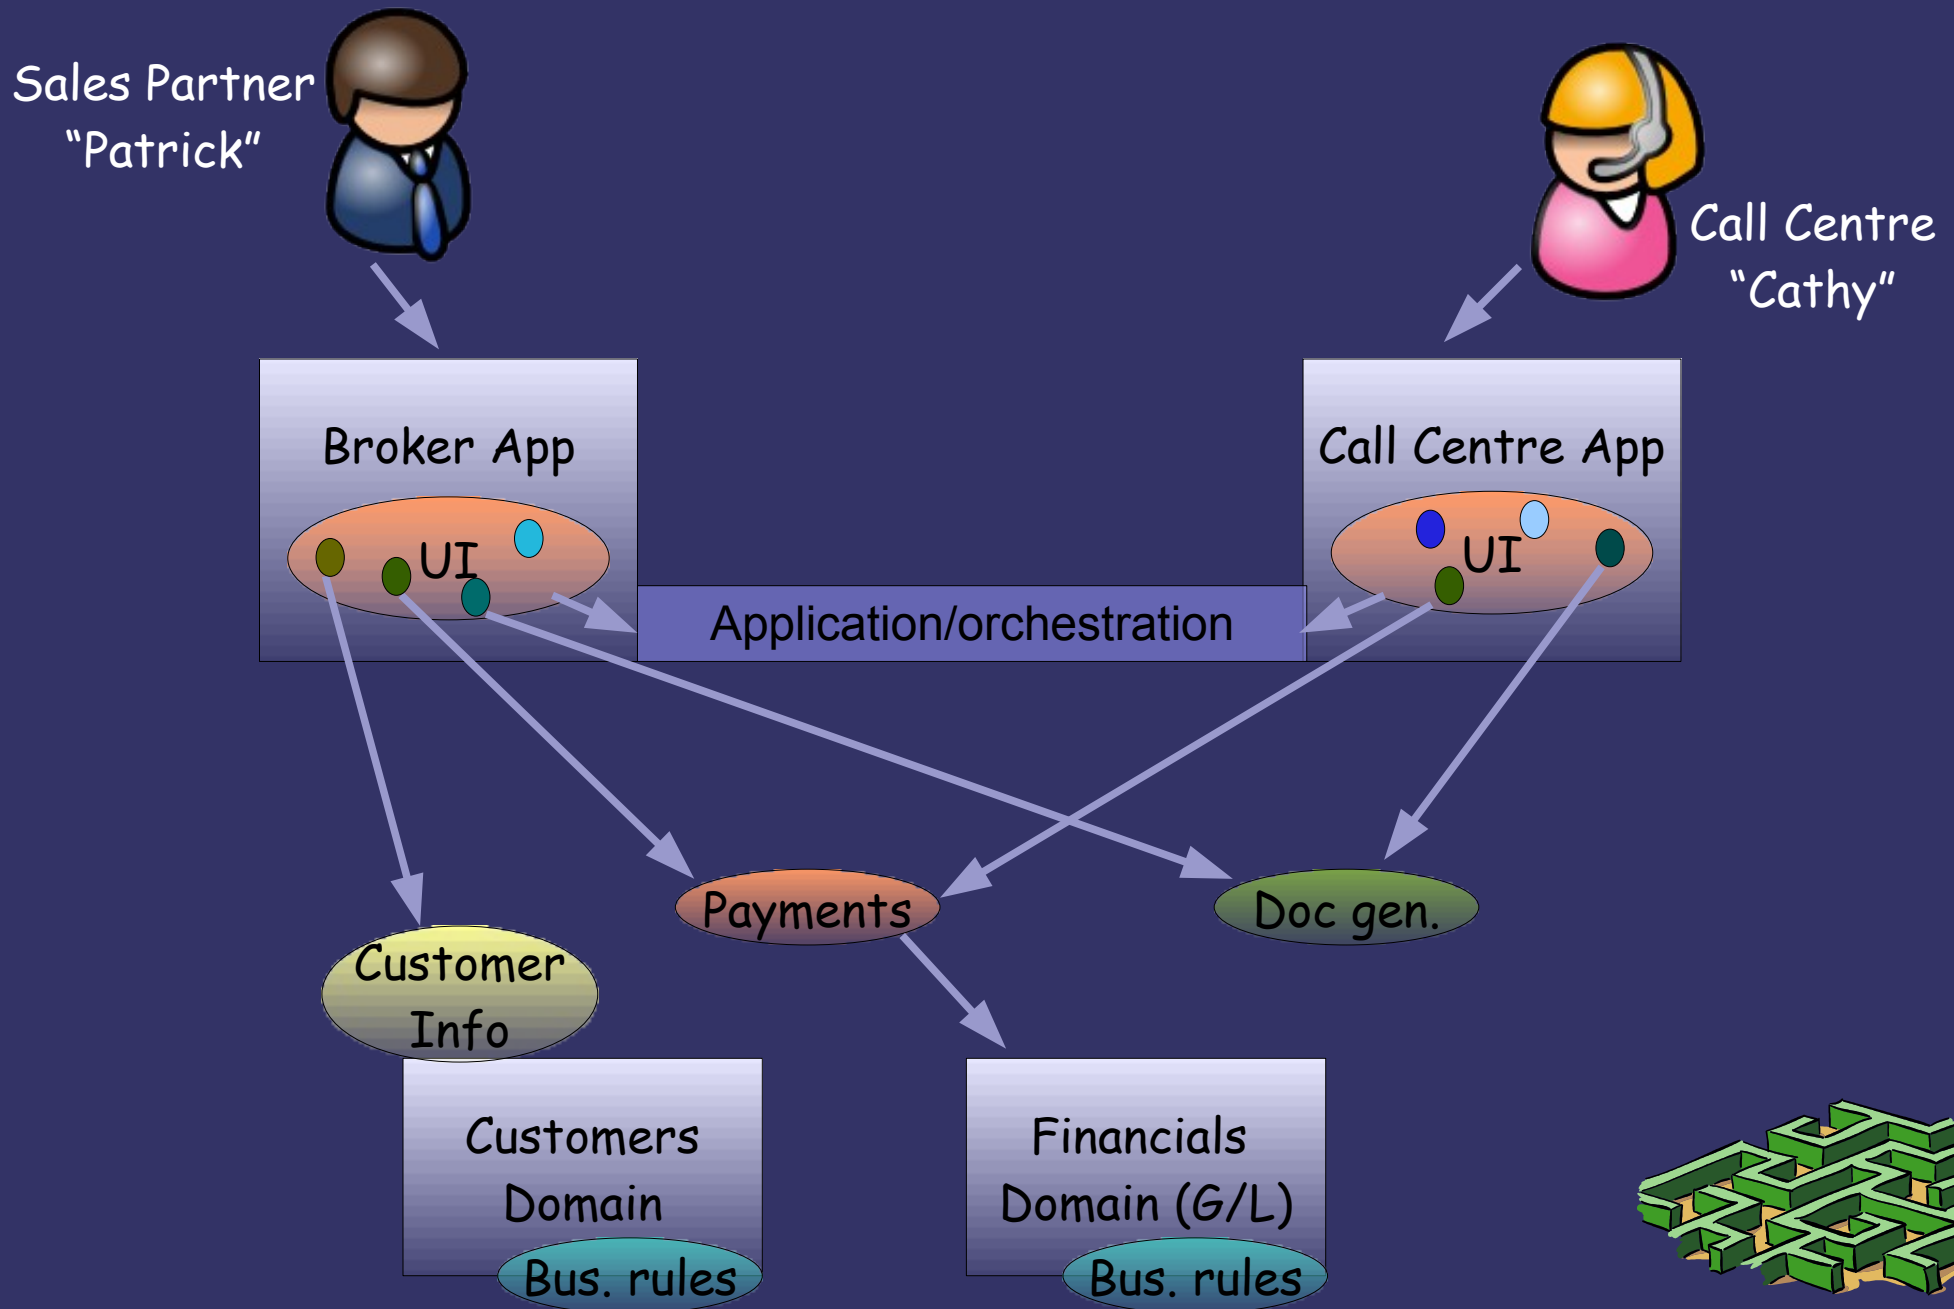 Sales Partner
“Patrick”
Call Centre
“Cathy”
Broker App
UI
Call Centre App
UI
Application/orchestration
Payments
Doc gen.
Customer
Info
Customers
Domain
Bus. rules
Financials
Domain (G/L)
Bus. rules